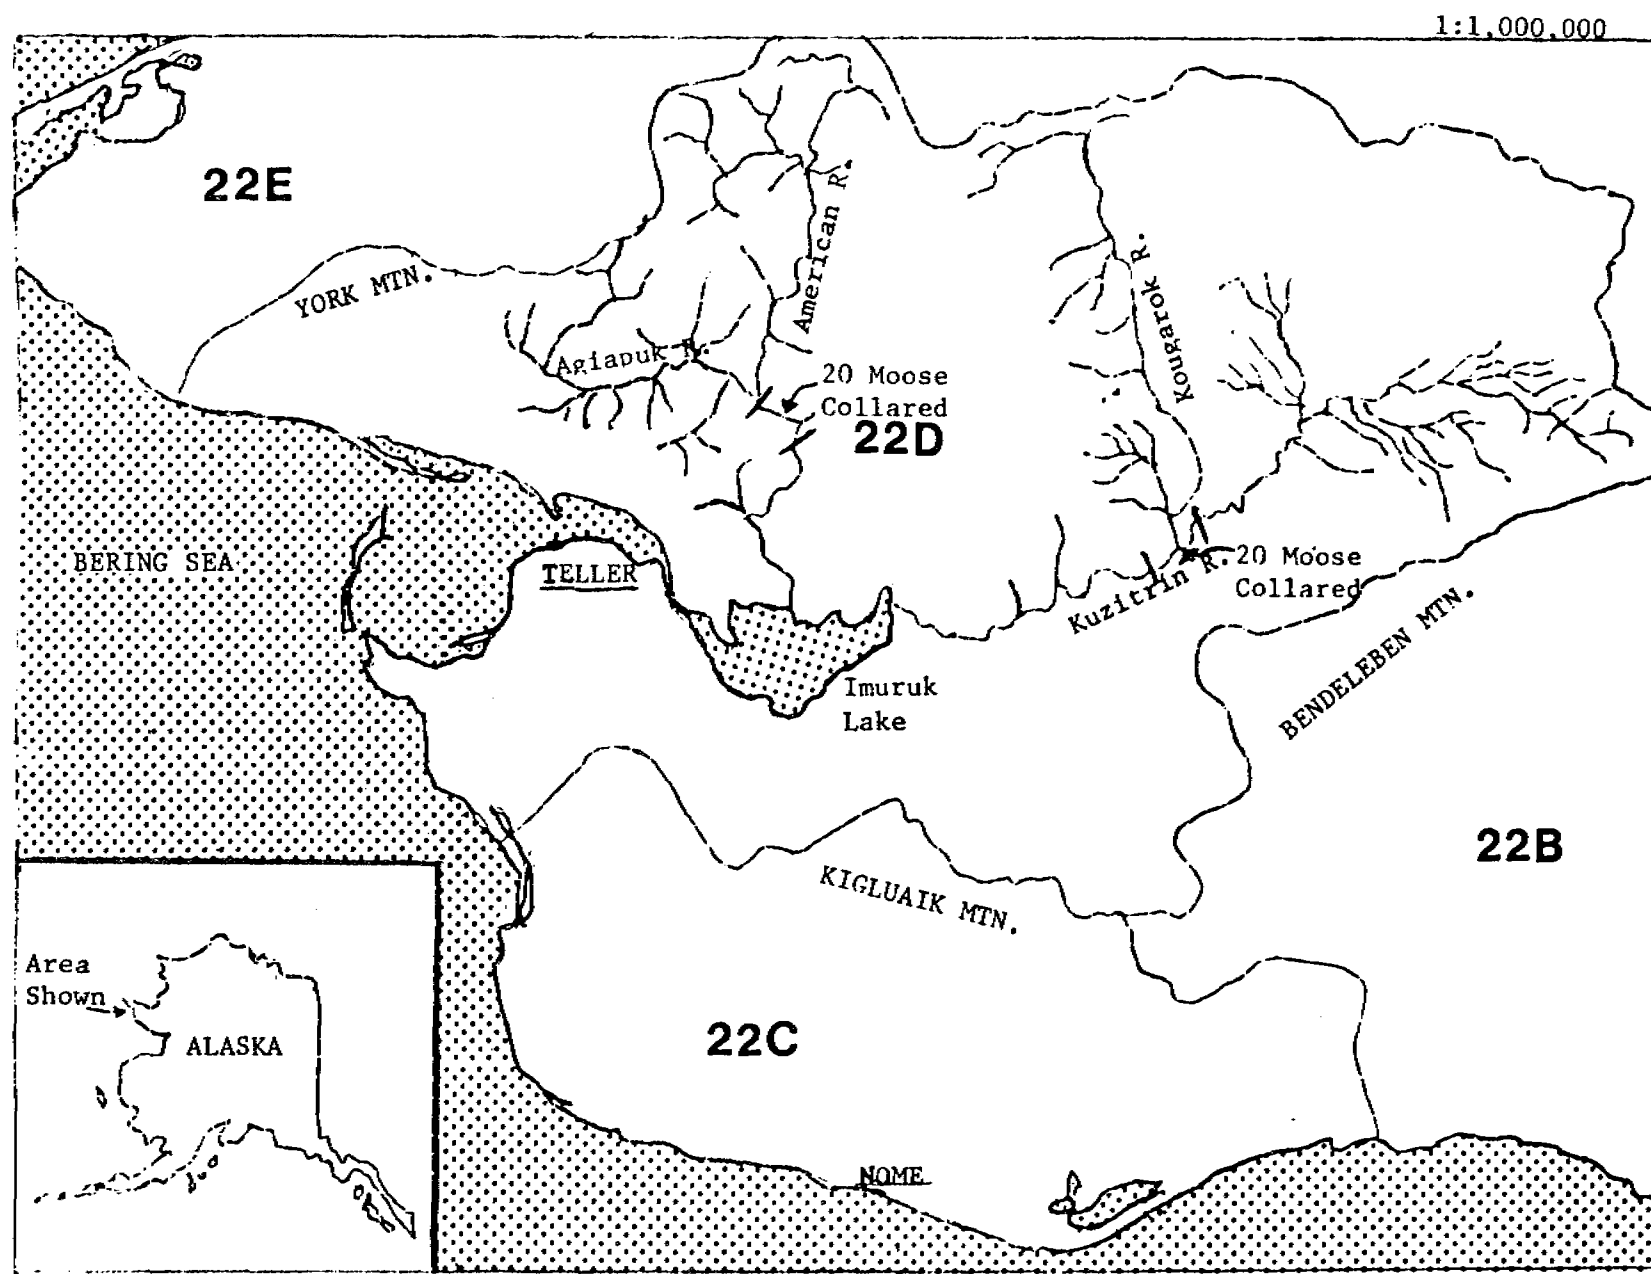 1:1,000,000
22E
YORK MTN.
American R.
Agiapuk R.
Kougarok R.
20 Moose
Collared
22D
BERING SEA
TELLER
Kuzitrin R.
20 Moose
Collared
BENDELEBEN MTN.
Imuruk
Lake
22B
KIGLUAIK MTN.
Area
Shown
ALASKA
22C
NOME